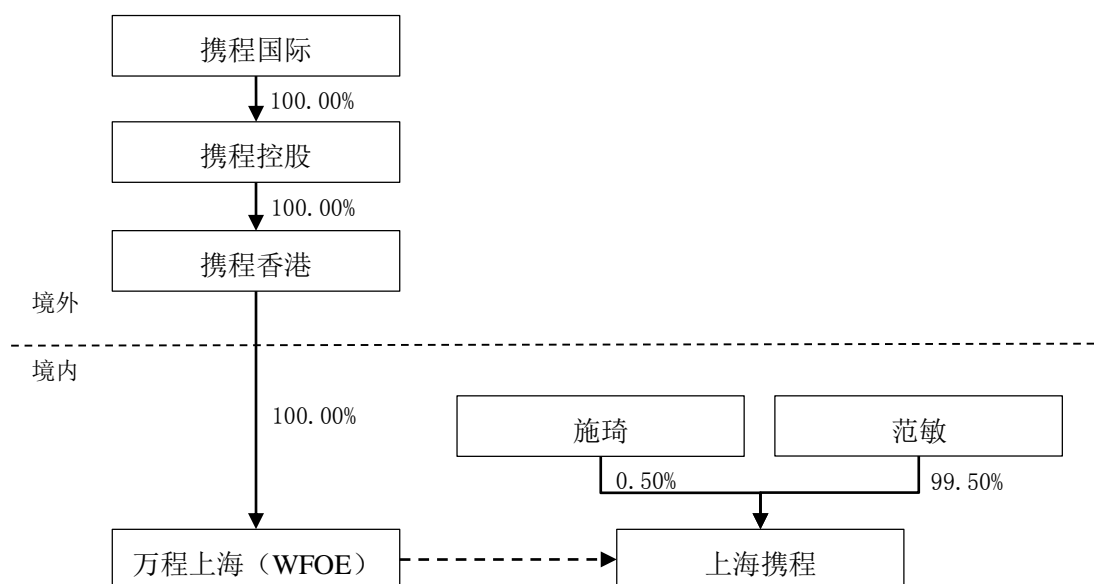 携程国际
100.00%
携程控股
100.00%
携程香港
境外
境内
100.00%
施琦
范敏
0.50%
99.50%
万程上海（WFOE）
上海携程